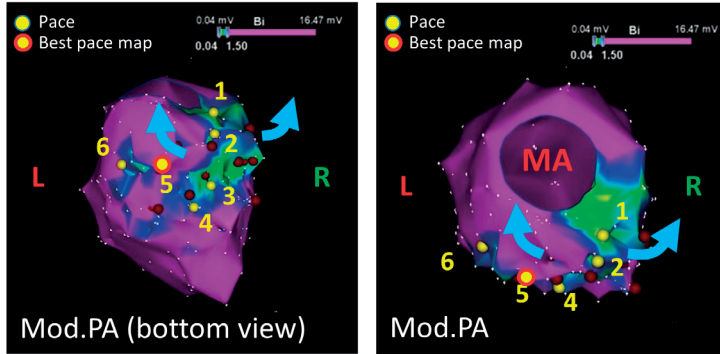 Pace
Best pace map
0.04 mV Bi 16.47 mV
0.04 1.50
1
2
6
L
5
3
R
4
Mod.PA (bottom view)
Pace
Best pace map
0.04 mV Bi 16.47 mV
0.04 1.50
MA
L
R
1
6
2
5
4
Mod.PA